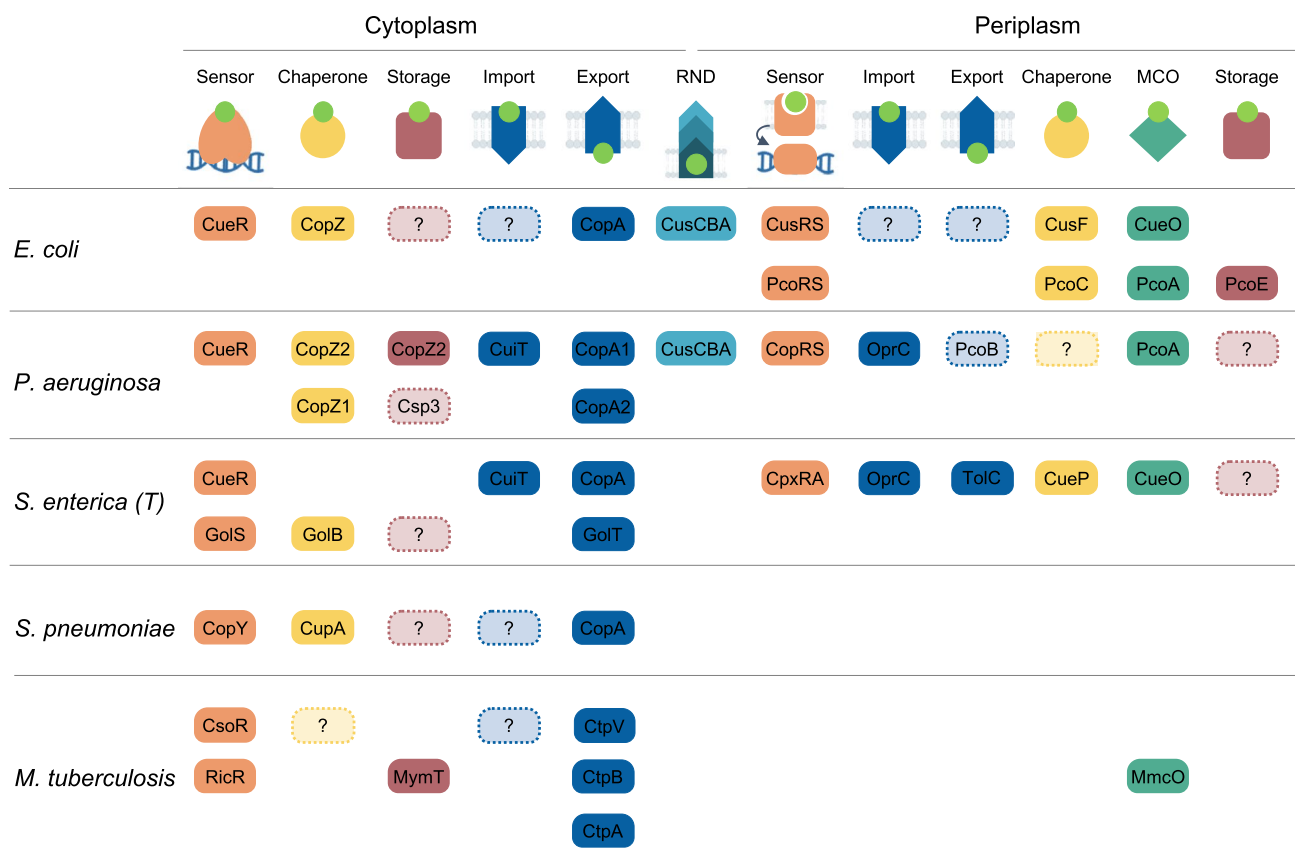 Cytoplasm Periplasm
Sensor Chaperone Storage Import Export RND Sensor Import Export Chaperone MCO Storage
CueR CopZ ? ? CopA CusCBA CusRS ? ? CusF CueO
E. coli
PcoRS PcoC PcoA PcoE
CueR CopZ2 CopZ2 CuiT CopA1 CusCBA CopRS OprC PcoB ? PcoA ?
P. aeruginosa
CopZ1 Csp3 CopA2
CueR CuiT CopA CpxRA OprC TolC CueP CueO ?
S. enterica (T)
GolS GolB ? GolT
S. pneumoniae CopY CupA ? ? CopA
CsoR ? ? CtpV
M. tuberculosis RicR MymT CtpB MmcO
CtpA